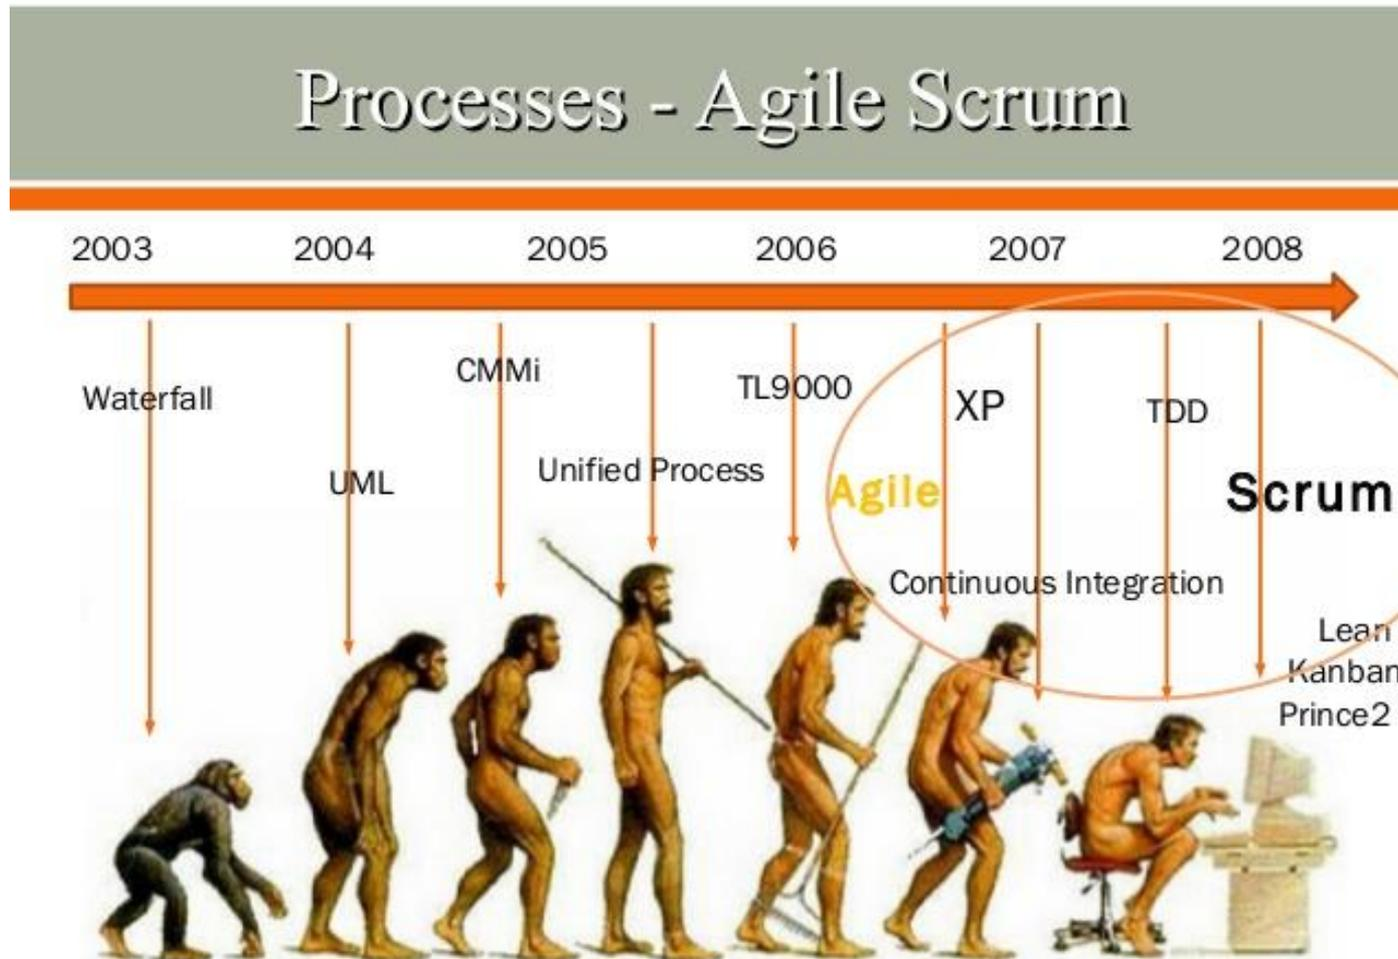 Processes - Agile Scrum
2003 2004 2005 2006 2007 2008
CMMi
TL9000
Waterfall
XP
TDD
Unified Process
UML
Agile
Scrum
Continuous Integration
Lean
Kanban
Prince2